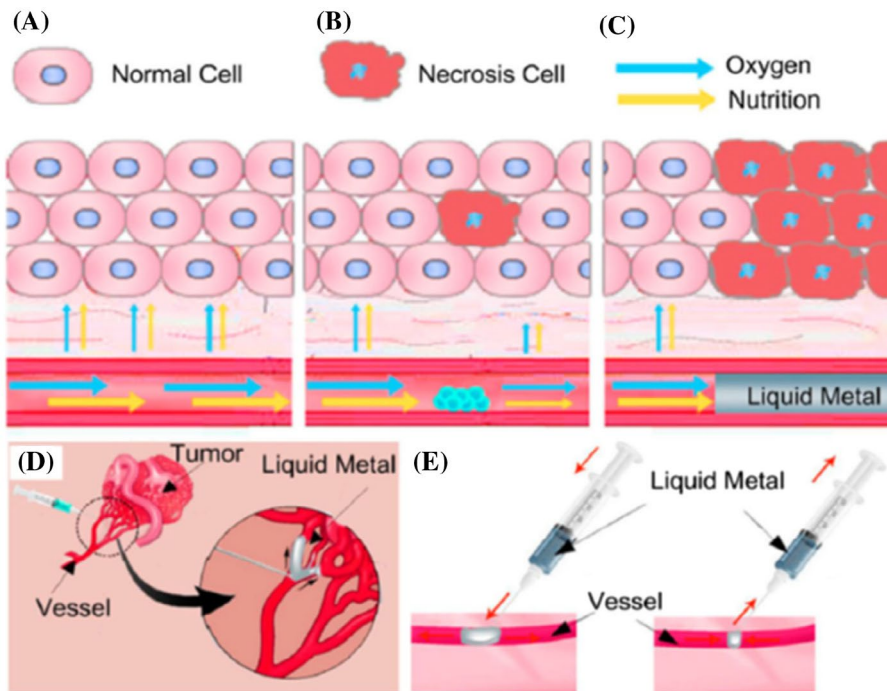 (A)
Normal Cell
(B)
Necrosis Cell
(C)
Oxygen
Nutrition
Liquid Metal
(D)
Tumor
Liquid Metal
Vessel
(E)
Liquid Metal
Vessel